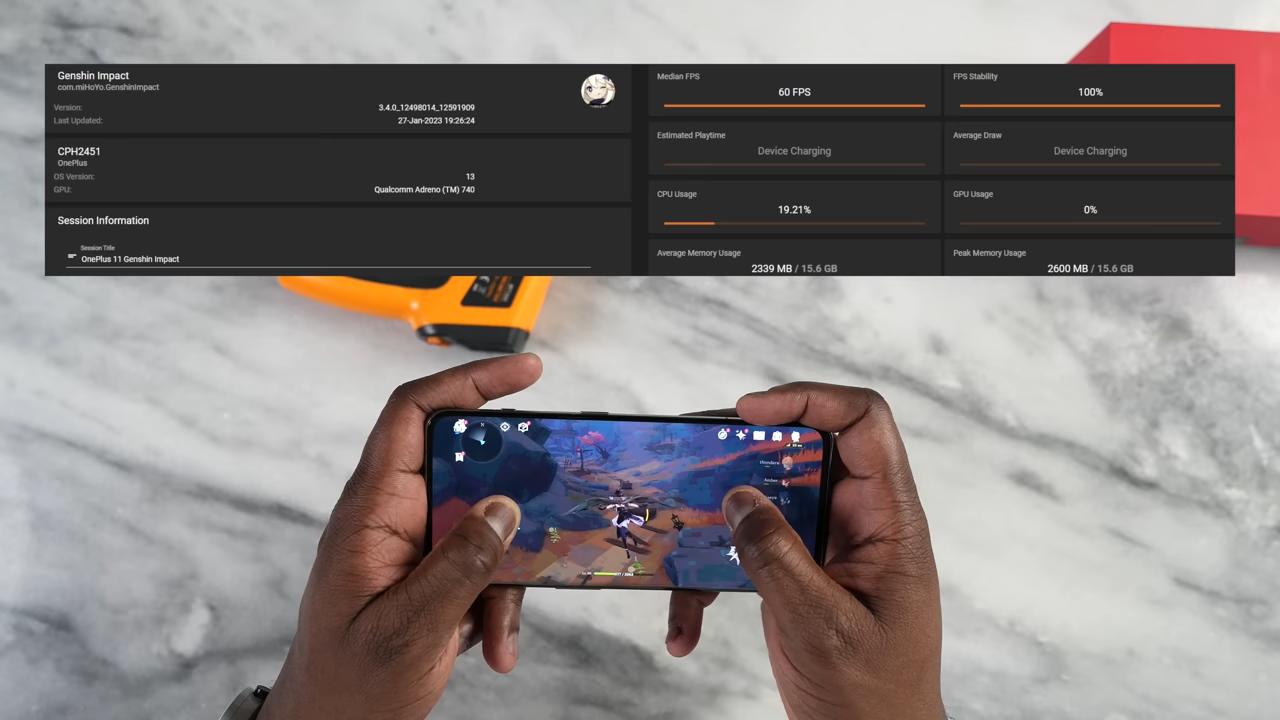 Genshin Impact
com.miHoYo.GenshinImpact
Version: 3.4.0_12498014_12591909
Last Updated: 27-Jan-2023 19:26:24
CPH2451
OnePlus
OS Version: 13
GPU: Qualcomm Adreno (TM) 740
Session Information
Session Title
OnePlus 11 Genshin Impact
Median FPS
60 FPS
FPS Stability
100%
Estimated Playtime
Device Charging
Average Draw
Device Charging
CPU Usage
19.21%
GPU Usage
0%
Average Memory Usage
2339 MB / 15.6 GB
Peak Memory Usage
2600 MB / 15.6 GB
Amber